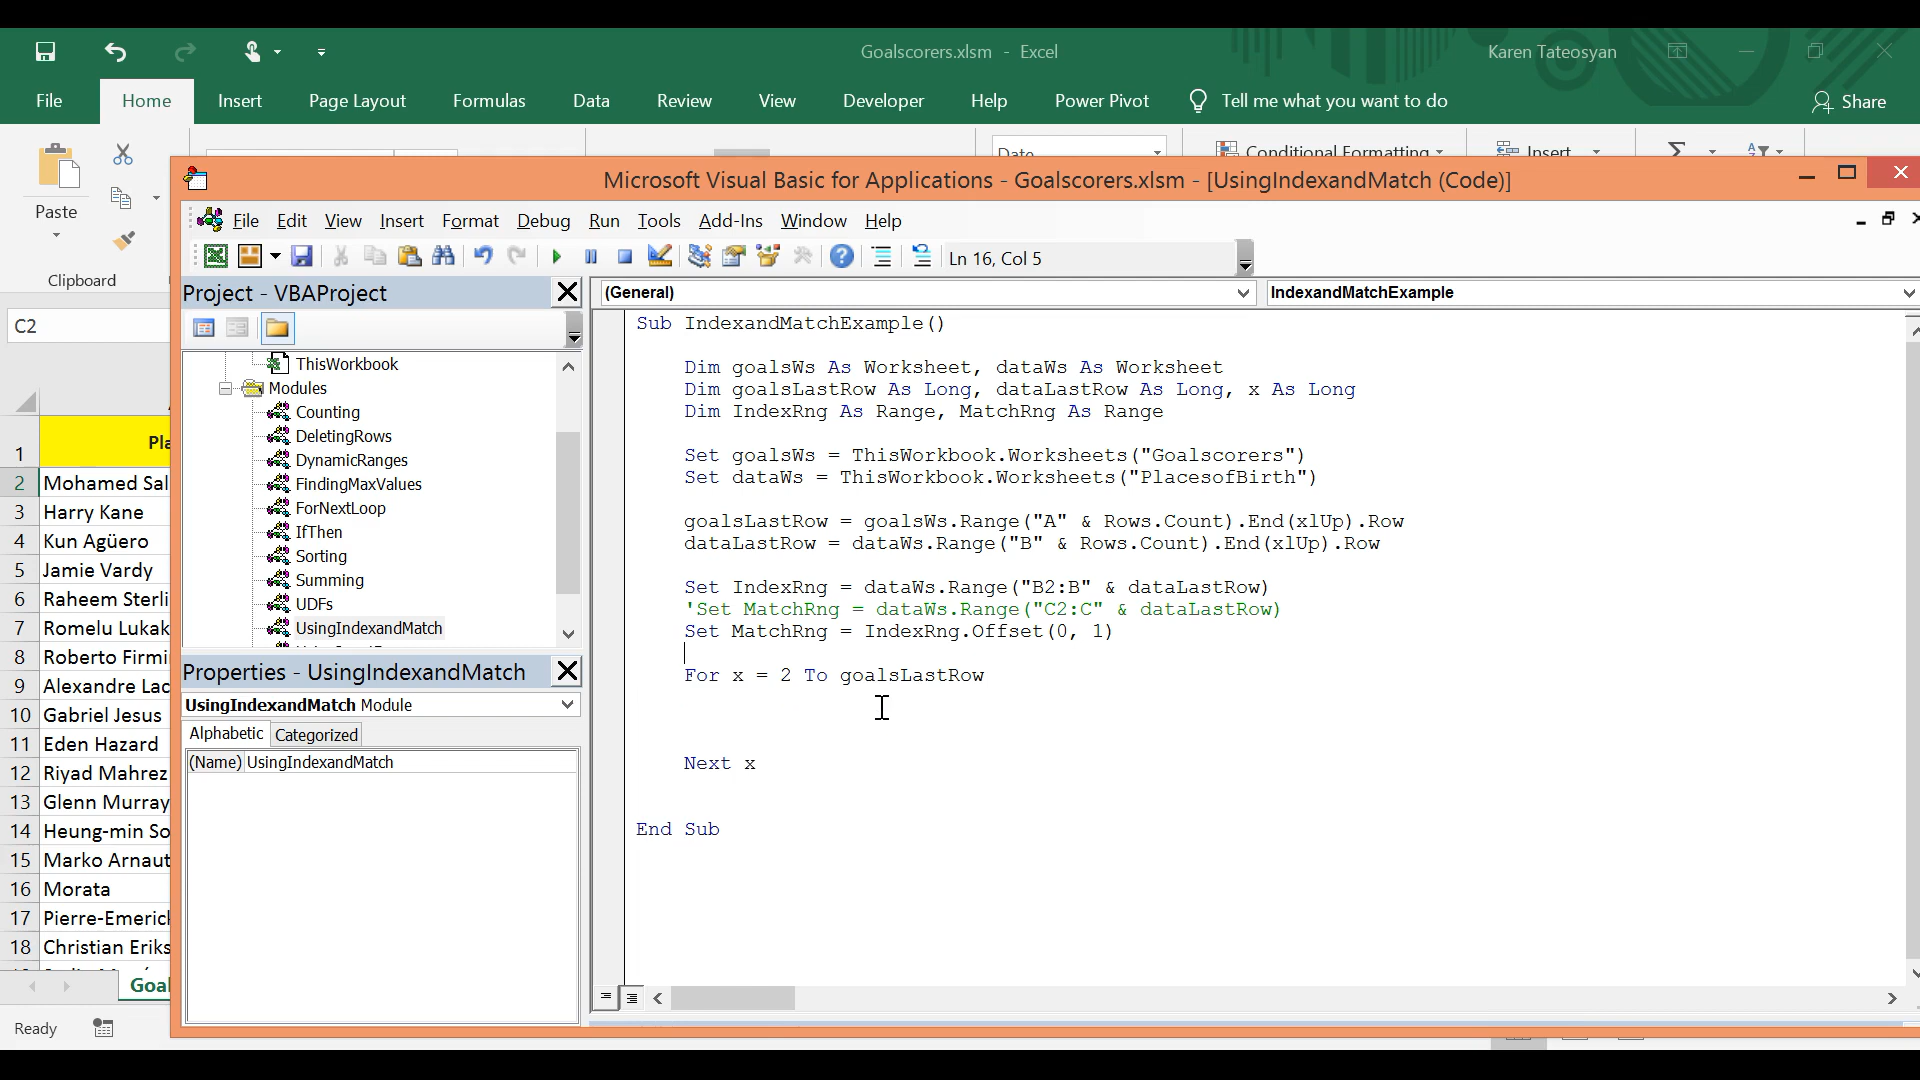 Goalscorers.xlsm - Excel
Karen Tateosyan
File Home Insert Page Layout Formulas Data Review View Developer Help Power Pivot Tell me what you want to do Share
Date Conditional Formatting Insert
Paste
Clipboard
C2
Microsoft Visual Basic for Applications - Goalscorers.xlsm - [UsingIndexandMatch (Code)]
File Edit View Insert Format Debug Run Tools Add-Ins Window Help
Ln 16, Col 5
Project - VBAProject
ThisWorkbook
Modules
Counting
DeletingRows
DynamicRanges
FindingMaxValues
ForNextLoop
IfThen
Sorting
Summing
UDFs
UsingIndexandMatch
Properties - UsingIndexandMatch
UsingIndexandMatch Module
Alphabetic Categorized
(Name) UsingIndexandMatch
(General) IndexandMatchExample
Sub IndexandMatchExample()
Dim goalsWs As Worksheet, dataWs As Worksheet
Dim goalsLastRow As Long, dataLastRow As Long, x As Long
Dim IndexRng As Range, MatchRng As Range
Set goalsWs = ThisWorkbook.Worksheets("Goalscorers")
Set dataWs = ThisWorkbook.Worksheets("PlacesofBirth")
goalsLastRow = goalsWs.Range("A" & Rows.Count).End(xlUp).Row
dataLastRow = dataWs.Range("B" & Rows.Count).End(xlUp).Row
Set IndexRng = dataWs.Range("B2:B" & dataLastRow)
'Set MatchRng = dataWs.Range("C2:C" & dataLastRow)
Set MatchRng = IndexRng.Offset(0, 1)
For x = 2 To goalsLastRow
Next x
End Sub
1 Pla
2 Mohamed Sal
3 Harry Kane
4 Kun Agüero
5 Jamie Vardy
6 Raheem Sterli
7 Romelu Lukak
8 Roberto Firmi
9 Alexandre Lac
10 Gabriel Jesus
11 Eden Hazard
12 Riyad Mahrez
13 Glenn Murray
14 Heung-min So
15 Marko Arnaut
16 Morata
17 Pierre-Emerick
18 Christian Eriks
Goal
Ready